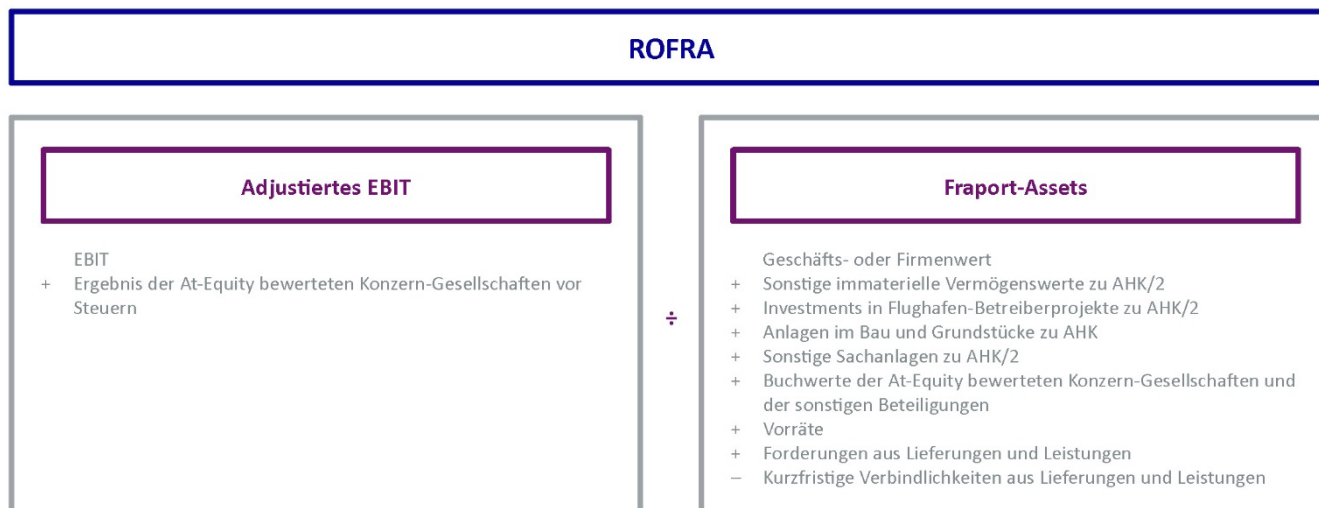 ROFRA
Adjustiertes EBIT
EBIT
+ Ergebnis der At-Equity bewerteten Konzern-Gesellschaften vor
Steuern
÷
Fraport-Assets
Geschäfts- oder Firmenwert
+ Sonstige immaterielle Vermögenswerte zu AHK/2
+ Investments in Flughafen-Betreiberprojekte zu AHK/2
+ Anlagen im Bau und Grundstücke zu AHK
+ Sonstige Sachanlagen zu AHK/2
+ Buchwerte der At-Equity bewerteten Konzern-Gesellschaften und
der sonstigen Beteiligungen
+ Vorräte
+ Forderungen aus Lieferungen und Leistungen
– Kurzfristige Verbindlichkeiten aus Lieferungen und Leistungen